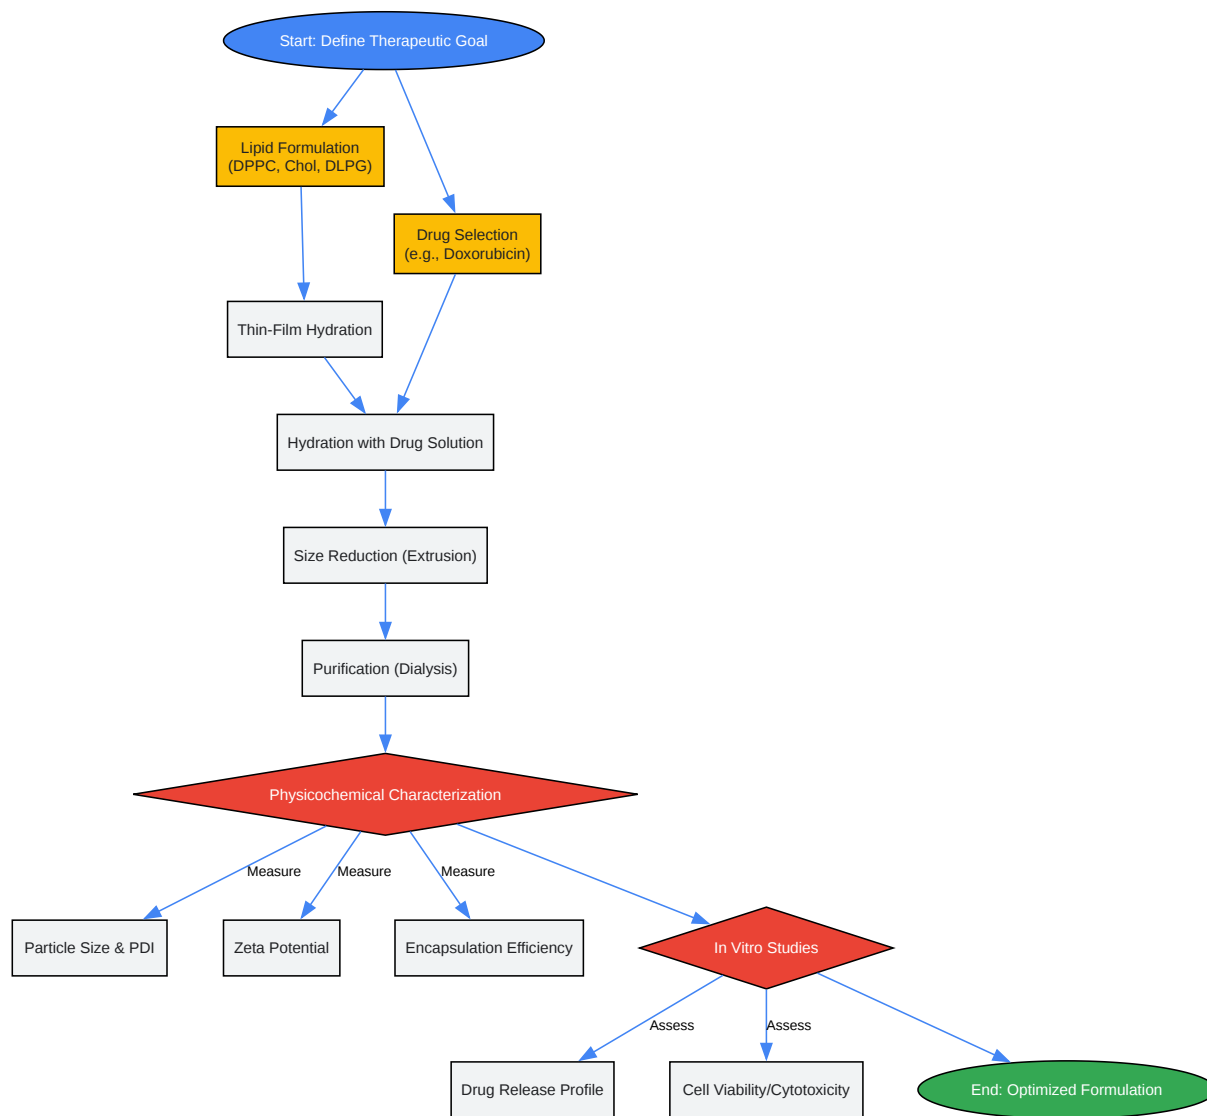 Start: Define Therapeutic Goal
Lipid Formulation
(DPPC, Chol, DLPG)
Drug Selection
(e.g., Doxorubicin)
Thin-Film Hydration
Hydration with Drug Solution
Size Reduction (Extrusion)
Purification (Dialysis)
Physicochemical Characterization
Measure
Measure
Measure
Particle Size & PDI
Zeta Potential
Encapsulation Efficiency
In Vitro Studies
Assess
Assess
Drug Release Profile
Cell Viability/Cytotoxicity
End: Optimized Formulation